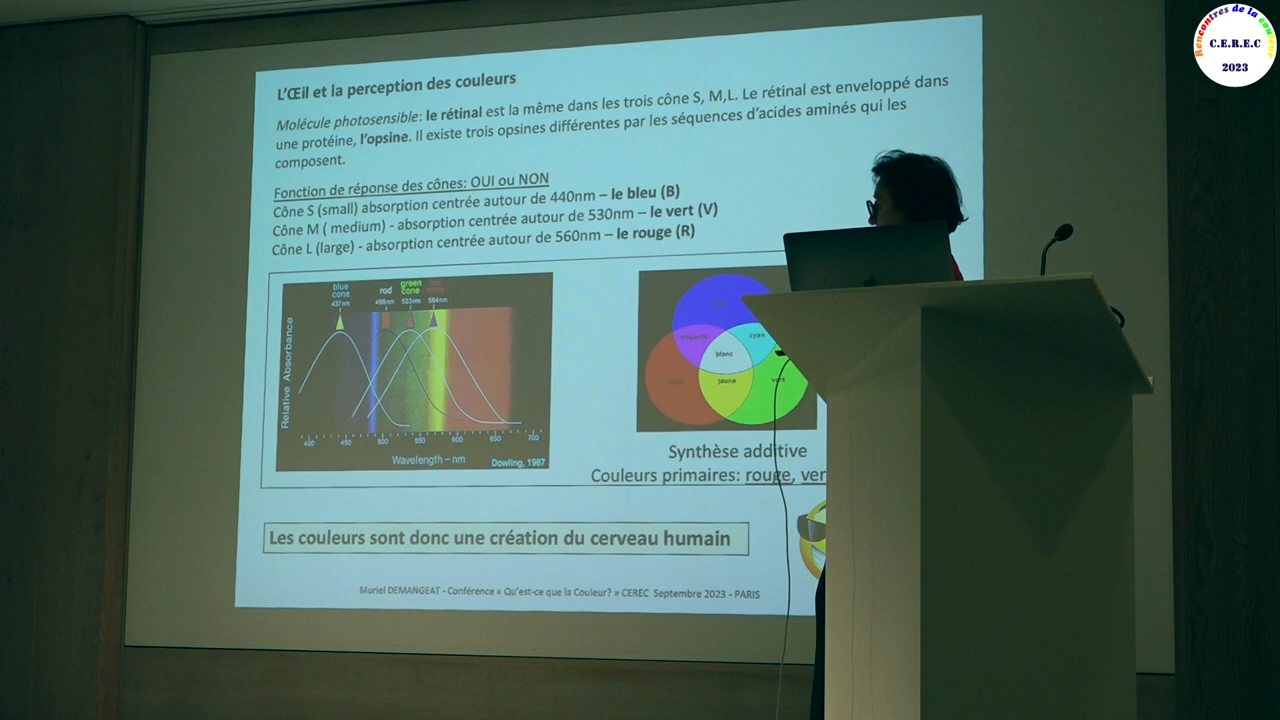 Rencontres de la couleur
C.E.R.E.C
2023
L'Œil et la perception des couleurs
Molécule photosensible: le rétinal est la même dans les trois cône S, M,L. Le rétinal est enveloppé dans
une protéine, l'opsine. Il existe trois opsines différentes par les séquences d'acides aminés qui les
composent.
Fonction de réponse des cônes: OUI ou NON
Cône S (small) absorption centrée autour de 440nm – le bleu (B)
Cône M ( medium) - absorption centrée autour de 530nm – le vert (V)
Cône L (large) - absorption centrée autour de 560nm – le rouge (R)
blue cone
437nm
rod
498nm
green cone
533nm
red cone
564nm
Relative Absorbance
400 450 500 550 600 650 700
Wavelength – nm
Dowling, 1987
magenta
cyan
blanc
rouge
jaune
vert
Synthèse additive
Couleurs primaires: rouge, ver
Les couleurs sont donc une création du cerveau humain
Muriel DEMANGEAT - Conférence « Qu'est-ce que la Couleur? » CEREC Septembre 2023 - PARIS